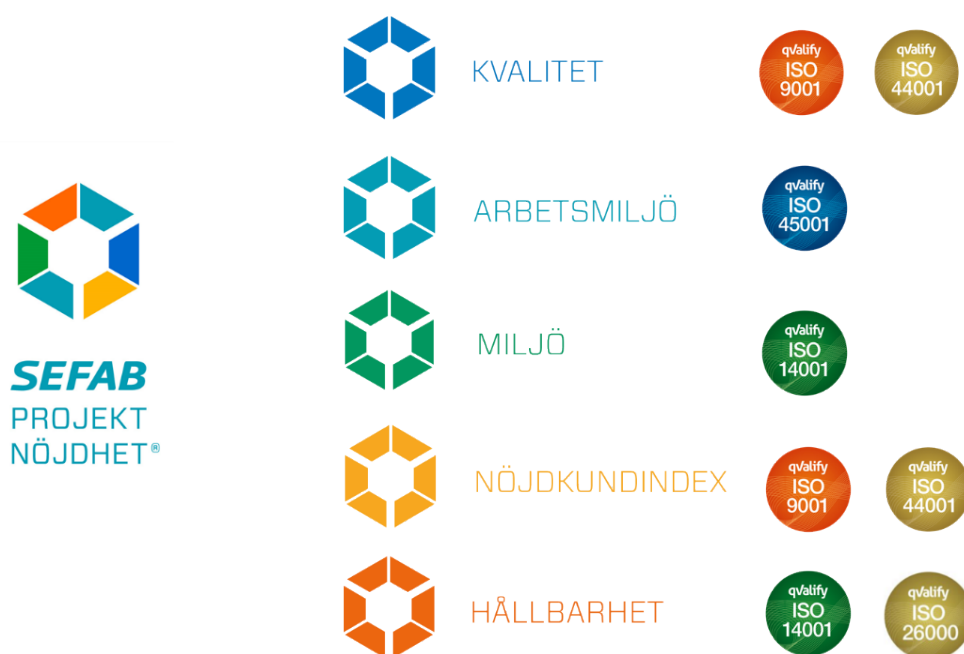 KVALITET
qvalify
ISO
9001
qvalify
ISO
44001
ARBETSMILJÖ
qvalify
ISO
45001
SEFAB
PROJEKT
NÖJDHET®
MILJÖ
qvalify
ISO
14001
NÖJDKUNDINDEX
qvalify
ISO
9001
qvalify
ISO
44001
HÅLLBARHET
qvalify
ISO
14001
qvalify
ISO
26000